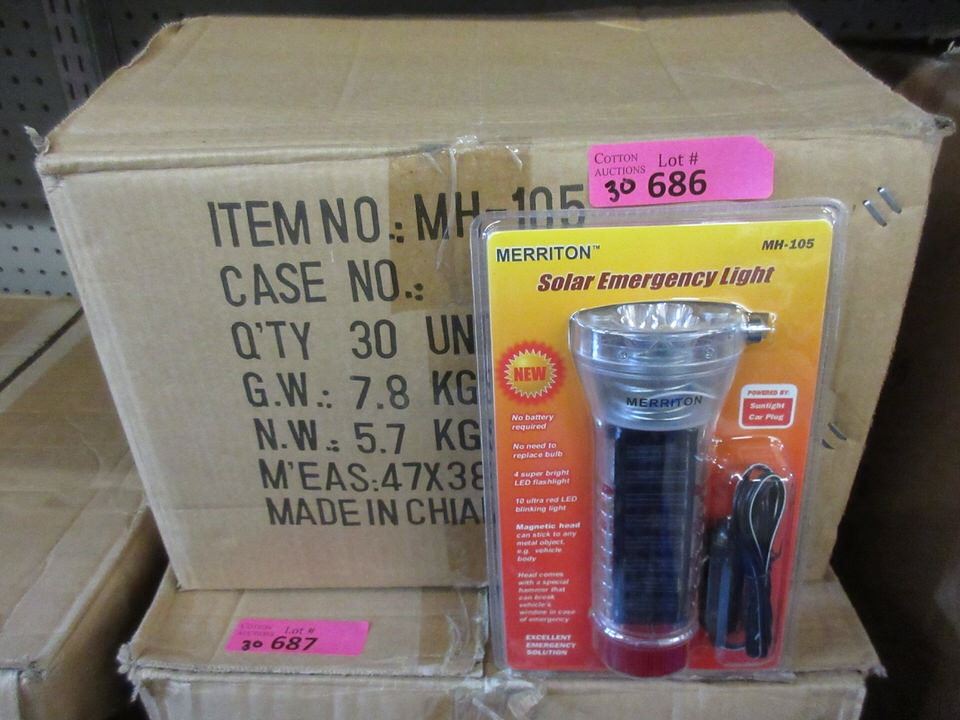 COTTON
AUCTIONS
Lot #
30 686
ITEM NO.: MH-105
CASE NO.:
Q'TY 30 UN
G.W.: 7.8 KG
N.W.: 5.7 KG
M'EAS:47X38
MADE IN CHIA
MERRITON™
MH-105
Solar Emergency Light
NEW
MERRITON
POWERED BY:
Sunlight
Car Plug
No battery
required
No need to
replace bulb
4 super bright
LED flashlight
10 ultra red LED
blinking light
Magnetic head
can stick to any
metal object,
e.g. vehicle
body
Head comes
with a special
hammer that
can break
vehicle's
window in case
of emergency
EXCELLENT
EMERGENCY
SOLUTION
COTTON
AUCTIONS
Lot #
30 687